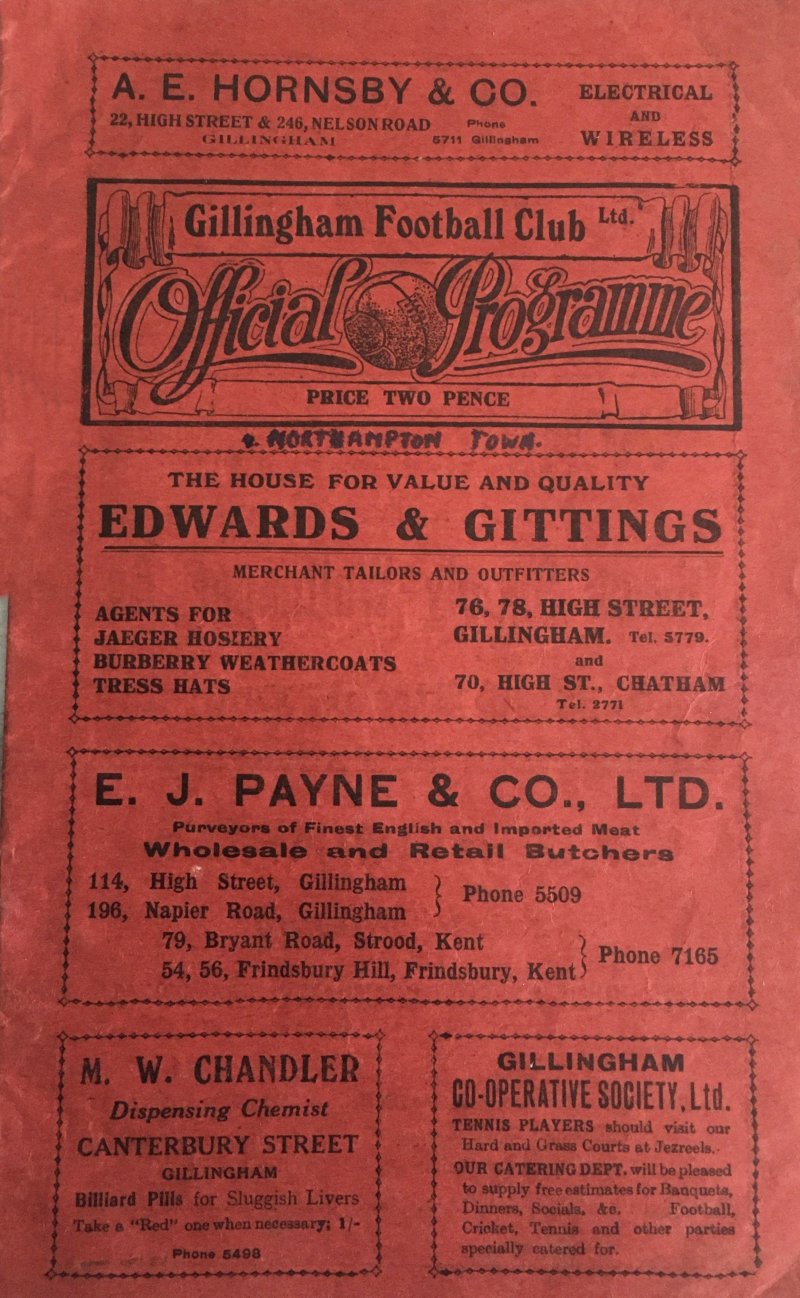 A. E. HORNSBY & CO.
22, HIGH STREET & 246, NELSON ROAD
GILLINGHAM
Phone
5711 Gillingham
ELECTRICAL
AND
WIRELESS
Gillingham Football Club Ltd.
Official Programme
PRICE TWO PENCE
v. NORTHAMPTON TOWN.
THE HOUSE FOR VALUE AND QUALITY
EDWARDS & GITTINGS
MERCHANT TAILORS AND OUTFITTERS
AGENTS FOR
JAEGER HOSIERY
BURBERRY WEATHERCOATS
TRESS HATS
76, 78, HIGH STREET,
GILLINGHAM. Tel. 5779.
and
70, HIGH ST., CHATHAM
Tel. 2771
E. J. PAYNE & CO., LTD.
Purveyors of Finest English and Imported Meat
Wholesale and Retail Butchers
114, High Street, Gillingham
196, Napier Road, Gillingham
Phone 5509
79, Bryant Road, Strood, Kent
54, 56, Frindsbury Hill, Frindsbury, Kent
Phone 7165
M. W. CHANDLER
Dispensing Chemist
CANTERBURY STREET
GILLINGHAM
Billiard Pills for Sluggish Livers
Take a "Red" one when necessary; 1/-
Phone 5498
GILLINGHAM
CO-OPERATIVE SOCIETY, Ltd.
TENNIS PLAYERS should visit our
Hard and Grass Courts at Jezreels.
OUR CATERING DEPT. will be pleased
to supply free estimates for Banquets,
Dinners, Socials, &c. Football,
Cricket, Tennis and other parties
specially catered for.